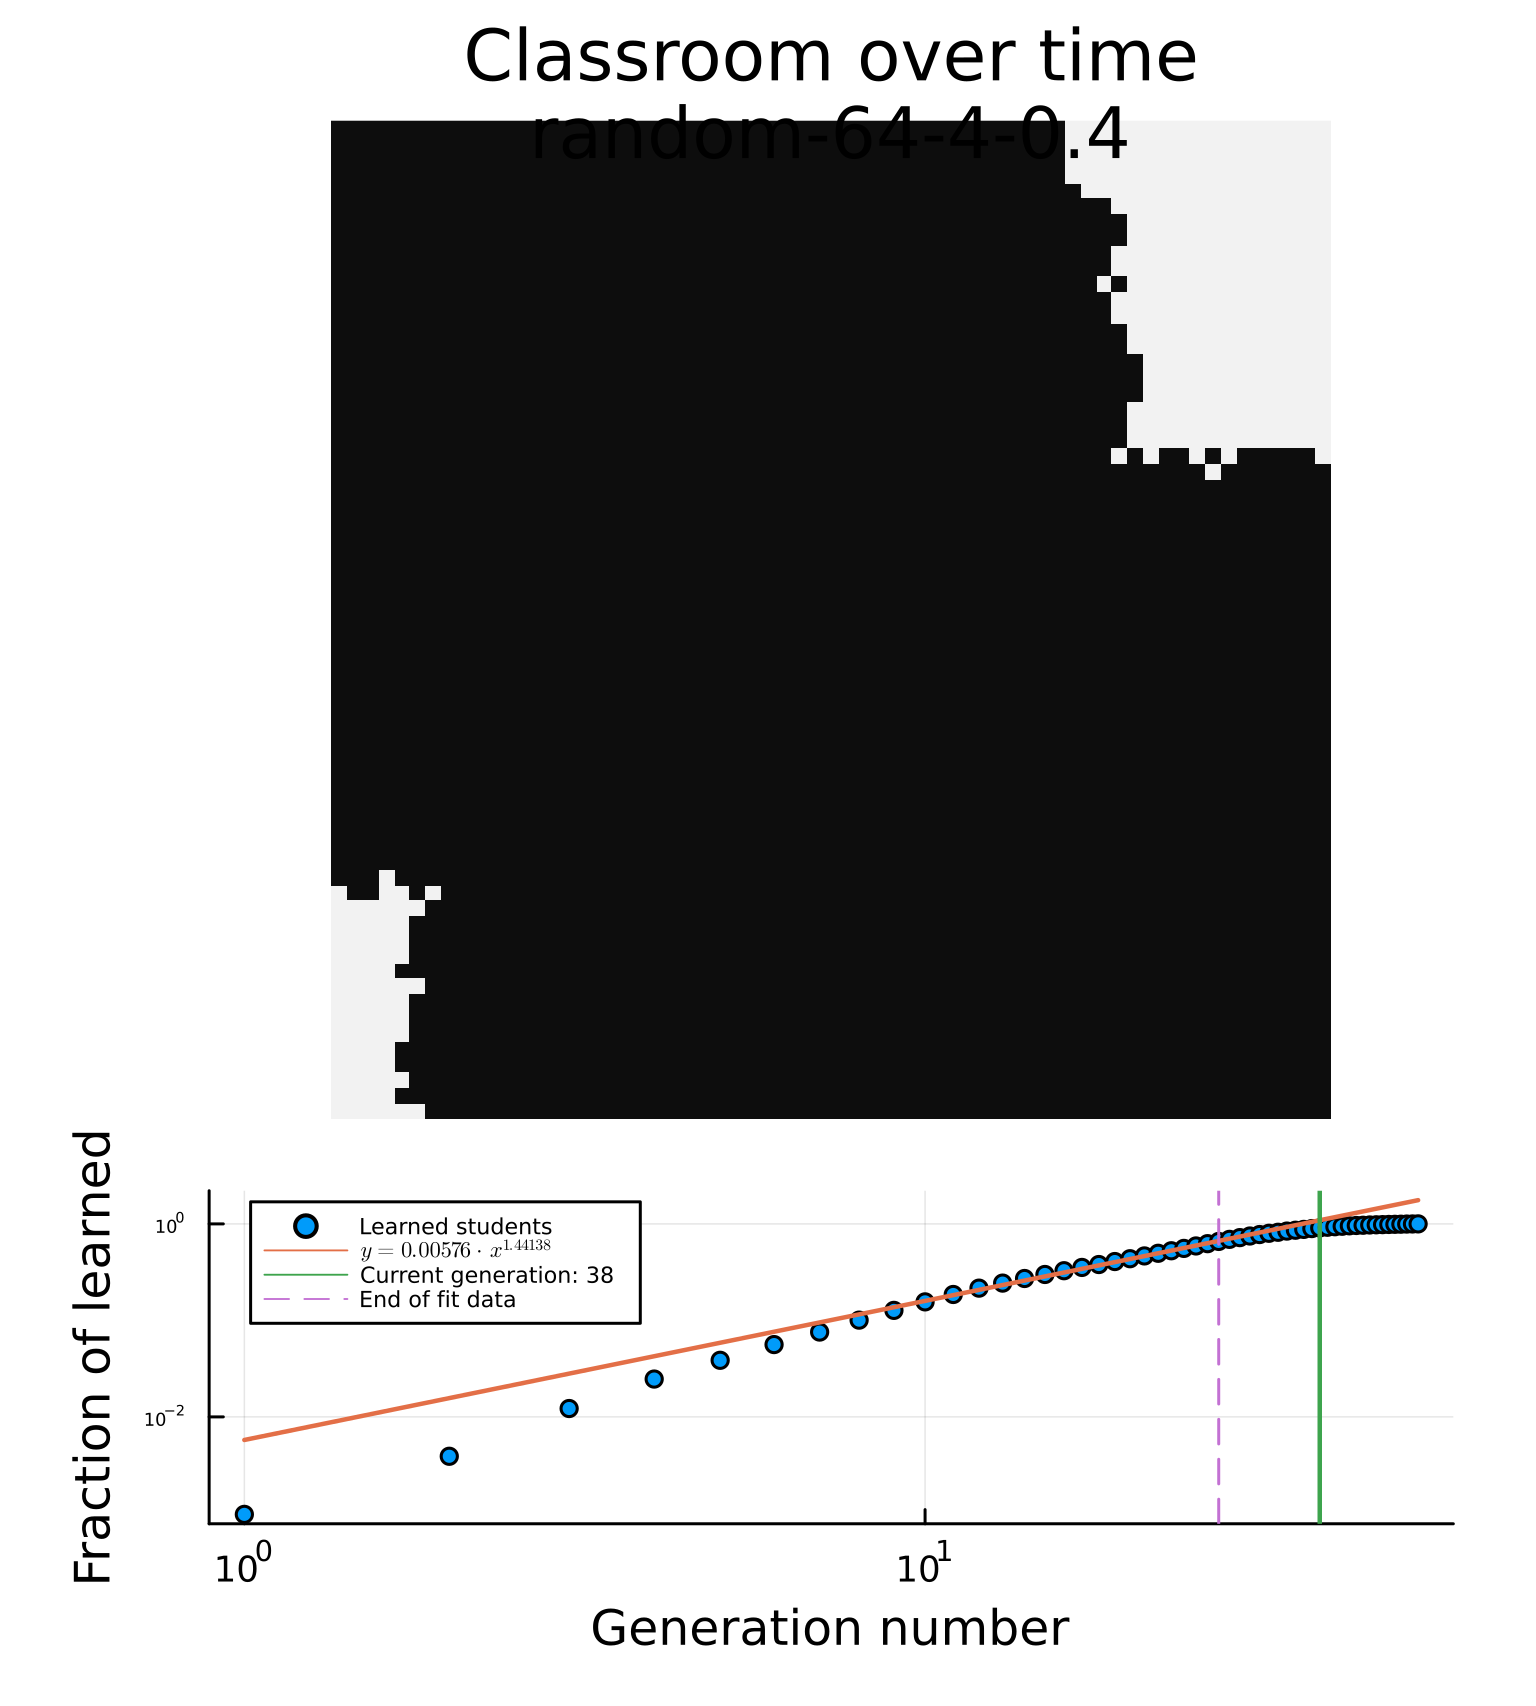 Classroom over time
random-64-4-0.4
Fraction of learned
10⁰
10⁻²
Learned students
y = 0.00576 · x^1.44138
Current generation: 38
End of fit data
10⁰
10¹
Generation number